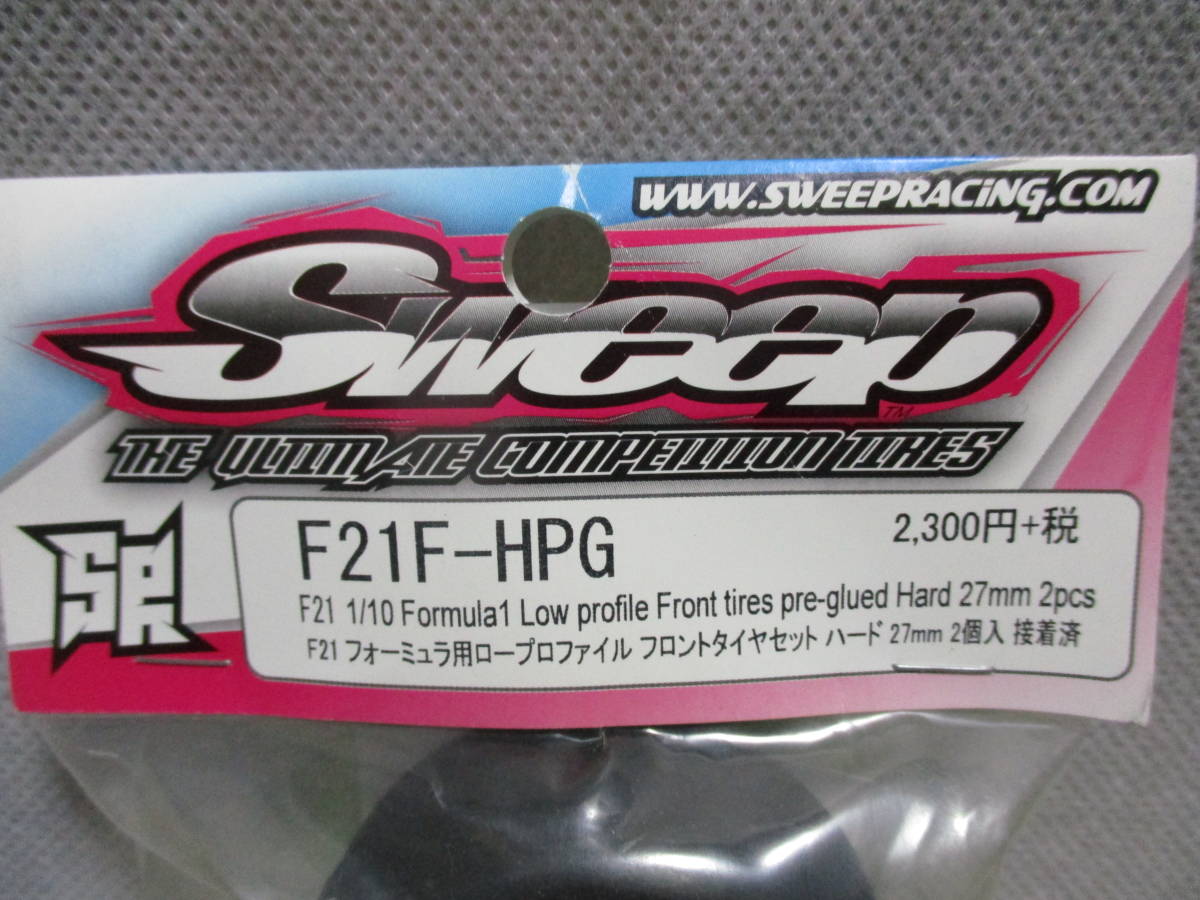 WWW.SWEEPRACING.COM
Sweep
TM
THE ULTIMATE COMPETITION TIRES
F21F-HPG
2,300円+税
F21 1/10 Formula1 Low profile Front tires pre-glued Hard 27mm 2pcs
F21 フォーミュラ用ロープロファイル フロントタイヤセット ハード 27mm 2個入 接着済